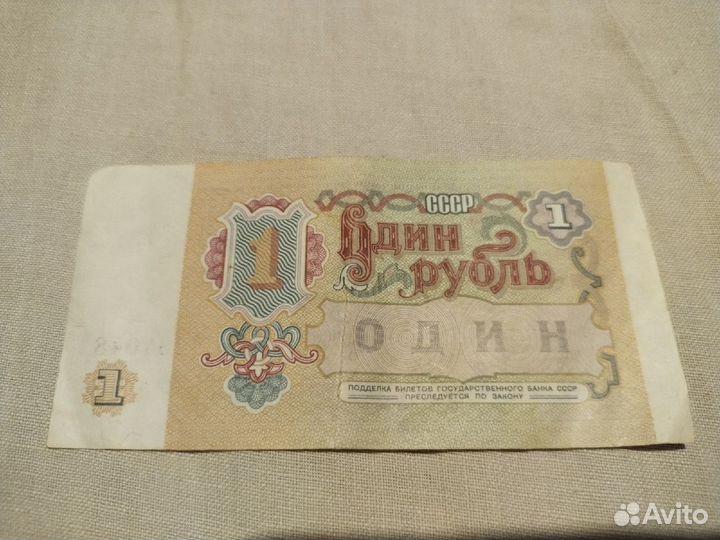 СССР
1
1
Один
рубль
ОДИН
1
ПОДДЕЛКА БИЛЕТОВ ГОСУДАРСТВЕННОГО БАНКА СССР
ПРЕСЛЕДУЕТСЯ ПО ЗАКОНУ
Avito